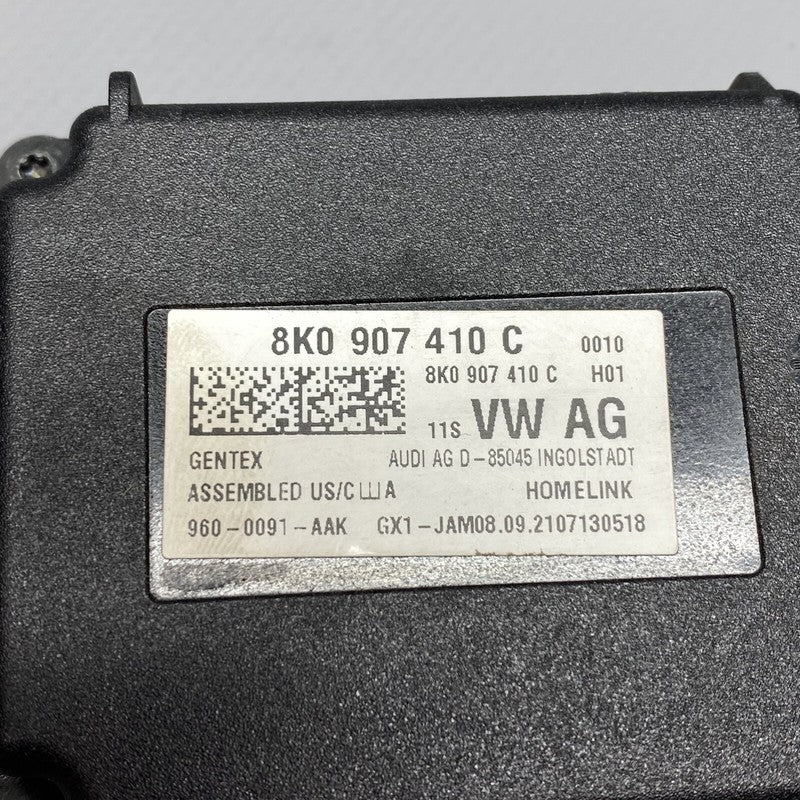 8K0 907 410 C 0010
8K0 907 410 C H01
11S VW AG
GENTEX AUDI AG D-85045 INGOLSTADT
ASSEMBLED US/CШA HOMELINK
960-0091-AAK GX1-JAM08.09.2107130518